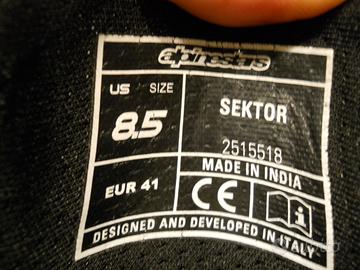 alpinestars
US SIZE
8.5
SEKTOR
2515518
MADE IN INDIA
EUR 41
CE
i
DESIGNED AND DEVELOPED IN ITALY